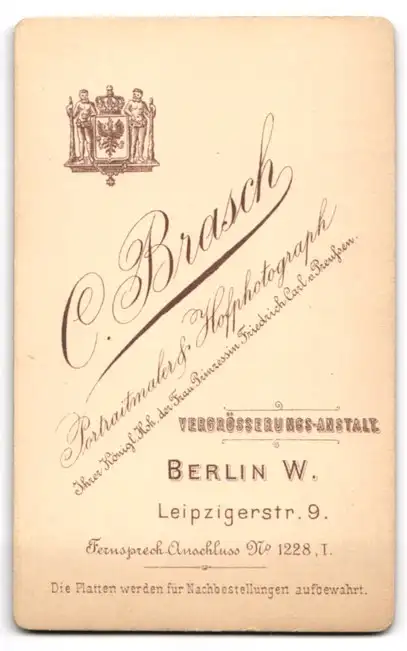 C. Brasch
Portraitmaler & Hofphotograph
Ihrer Königl. Hoh. der Frau Prinzessin Friedrich Carl v. Preußen.
VERGRÖSSERUNGS-ANSTALT.
BERLIN W.
Leipzigerstr. 9.
Fernsprech-Anschluss No 1228, I.
Die Platten werden für Nachbestellungen aufbewahrt.